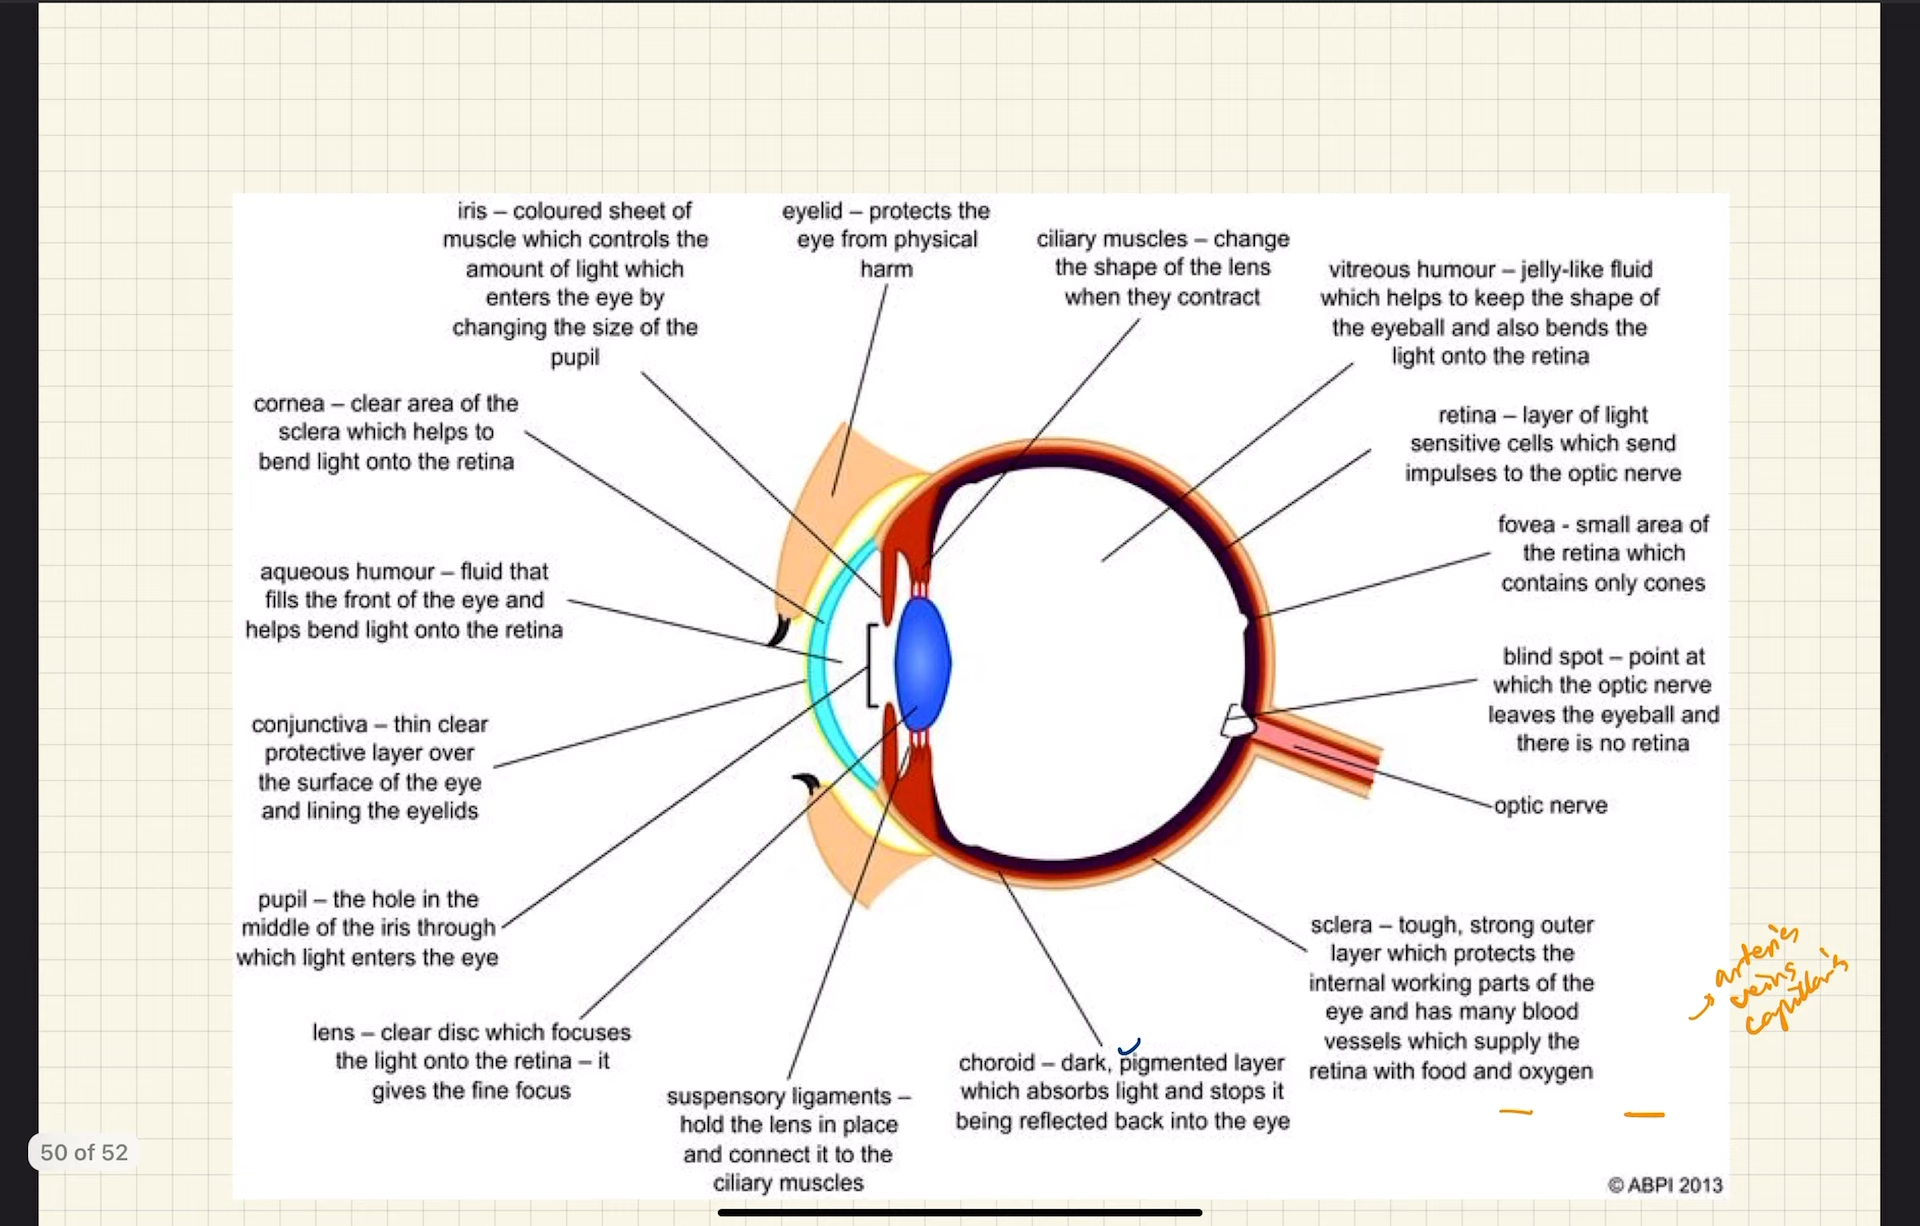 iris – coloured sheet of
muscle which controls the
amount of light which
enters the eye by
changing the size of the
pupil
eyelid – protects the
eye from physical
harm
ciliary muscles – change
the shape of the lens
when they contract
vitreous humour – jelly-like fluid
which helps to keep the shape of
the eyeball and also bends the
light onto the retina
cornea – clear area of the
sclera which helps to
bend light onto the retina
retina – layer of light
sensitive cells which send
impulses to the optic nerve
fovea - small area of
the retina which
contains only cones
aqueous humour – fluid that
fills the front of the eye and
helps bend light onto the retina
blind spot – point at
which the optic nerve
leaves the eyeball and
there is no retina
conjunctiva – thin clear
protective layer over
the surface of the eye
and lining the eyelids
optic nerve
pupil – the hole in the
middle of the iris through
which light enters the eye
sclera – tough, strong outer
layer which protects the
internal working parts of the
eye and has many blood
vessels which supply the
retina with food and oxygen
arteries
veins
capillaris
lens – clear disc which focuses
the light onto the retina – it
gives the fine focus
suspensory ligaments –
hold the lens in place
and connect it to the
ciliary muscles
choroid – dark, pigmented layer
which absorbs light and stops it
being reflected back into the eye
50 of 52
© ABPI 2013